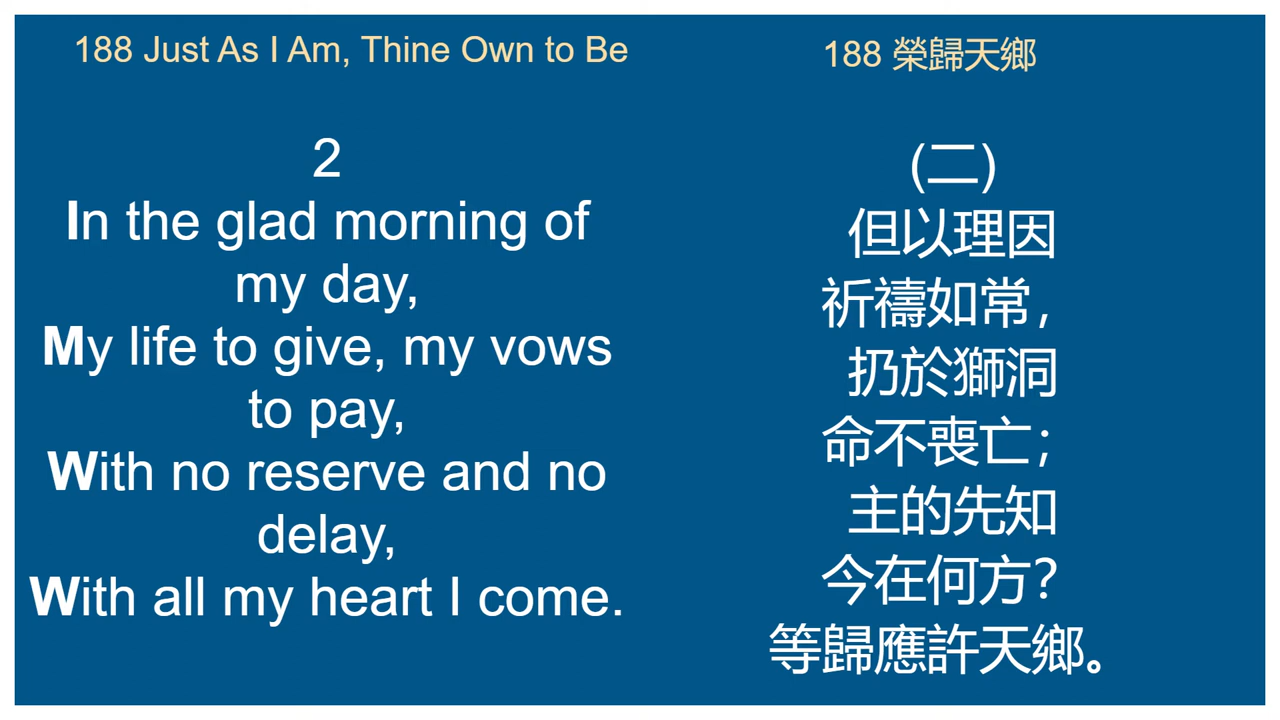 188 Just As I Am, Thine Own to Be
2
In the glad morning of
my day,
My life to give, my vows
to pay,
With no reserve and no
delay,
With all my heart I come.
188 榮歸天鄉
(二)
但以理因
祈禱如常，
扔於獅洞
命不喪亡；
主的先知
今在何方？
等歸應許天鄉。